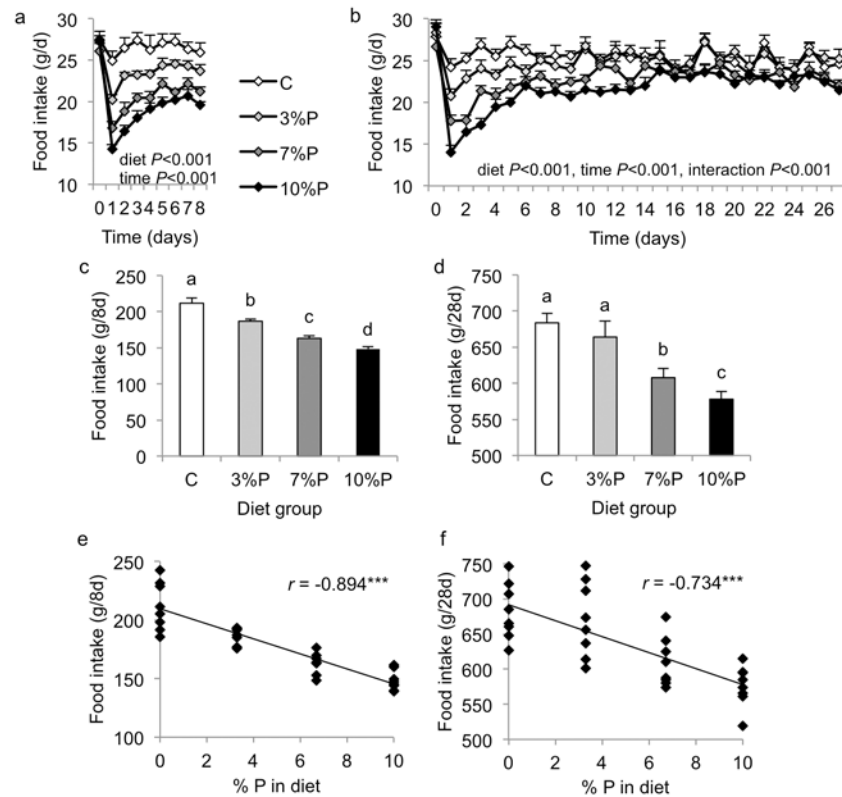 a
30
25
20
15
10
Food intake (g/d)
diet P<0.001
time P<0.001
0 1 2 3 4 5 6 7 8
Time (days)
C
3%P
7%P
10%P
b
30
25
20
15
10
Food intake (g/d)
diet P<0.001, time P<0.001, interaction P<0.001
0 2 4 6 8 10 12 14 16 18 20 22 24 26
Time (days)
c
250
200
150
100
50
0
Food intake (g/8d)
a
b
c
d
C 3%P 7%P 10%P
Diet group
d
750
700
650
600
550
500
Food intake (g/28d)
a a
b
c
C 3%P 7%P 10%P
Diet group
e
250
200
150
100
Food intake (g/8d)
r = -0.894***
0 2 4 6 8 10
% P in diet
f
750
700
650
600
550
500
Food intake (g/28d)
r = -0.734***
0 2 4 6 8 10
% P in diet